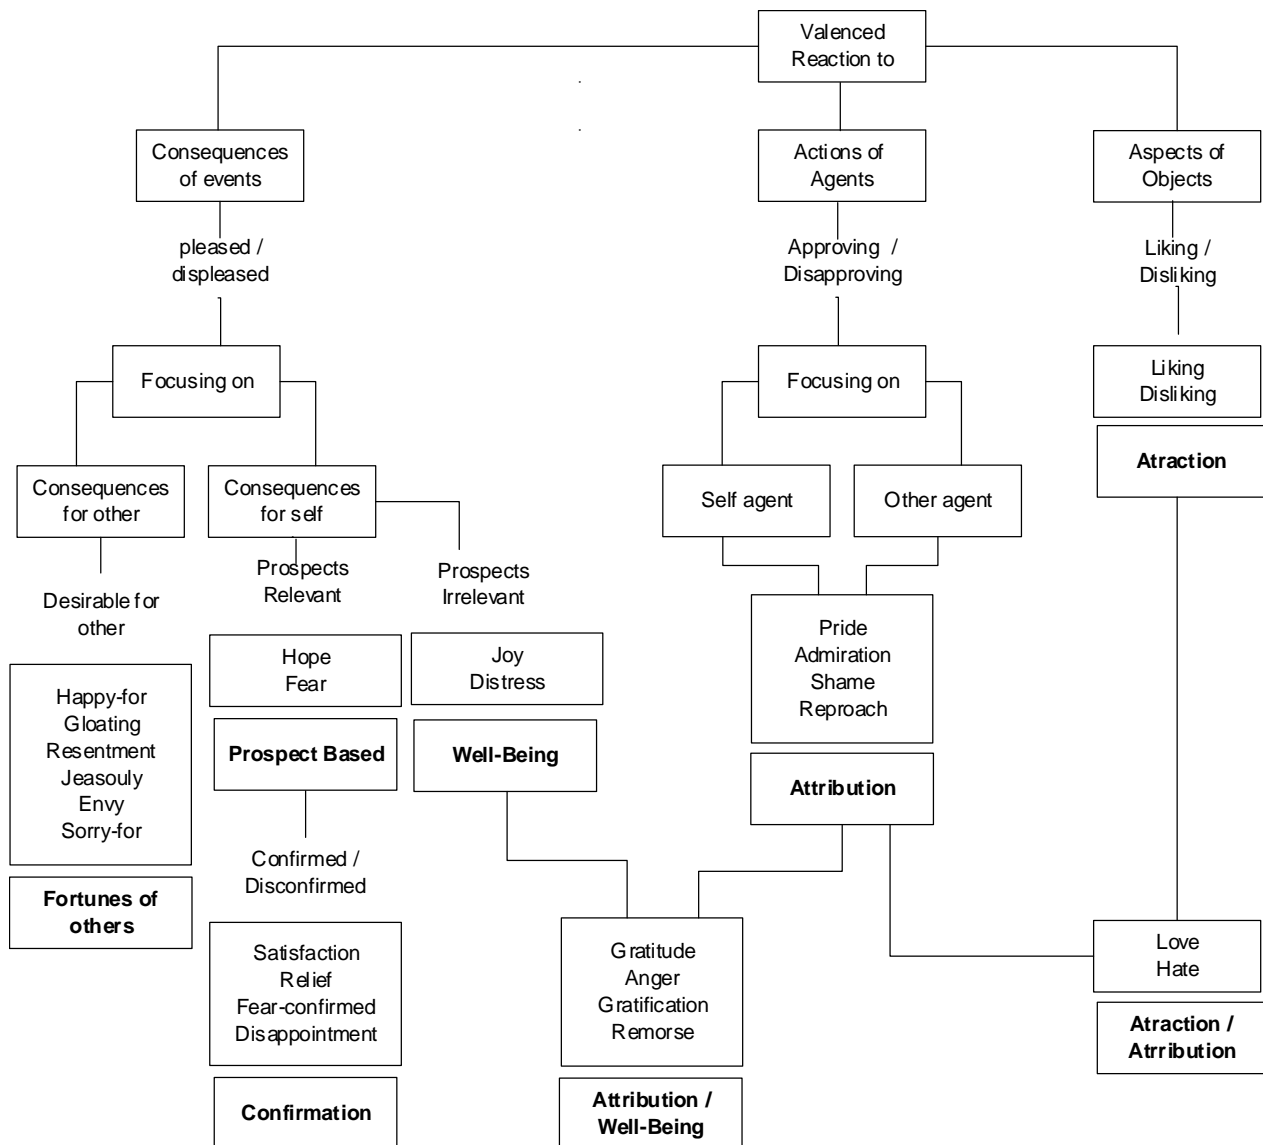 Valenced
Reaction to
Consequences
of events
Actions of
Agents
Aspects of
Objects
pleased /
displeased
Approving /
Disapproving
Liking /
Disliking
Focusing on
Focusing on
Liking
Disliking
Atraction
Consequences
for other
Consequences
for self
Self agent
Other agent
Desirable for
other
Prospects
Relevant
Prospects
Irrelevant
Happy-for
Gloating
Resentment
Jeasouly
Envy
Sorry-for
Fortunes of
others
Hope
Fear
Prospect Based
Joy
Distress
Well-Being
Pride
Admiration
Shame
Reproach
Attribution
Confirmed /
Disconfirmed
Satisfaction
Relief
Fear-confirmed
Disappointment
Confirmation
Gratitude
Anger
Gratification
Remorse
Attribution /
Well-Being
Love
Hate
Atraction /
Atrribution